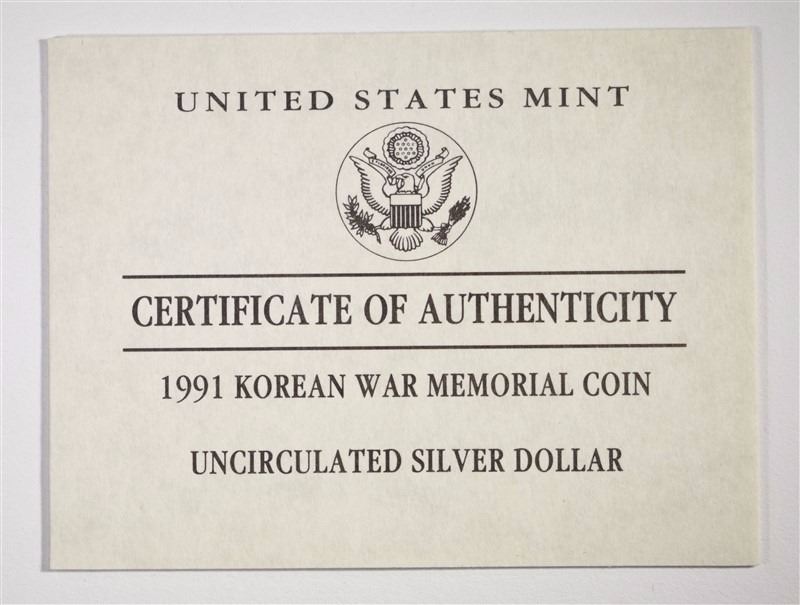 UNITED STATES MINT
CERTIFICATE OF AUTHENTICITY
1991 KOREAN WAR MEMORIAL COIN
UNCIRCULATED SILVER DOLLAR